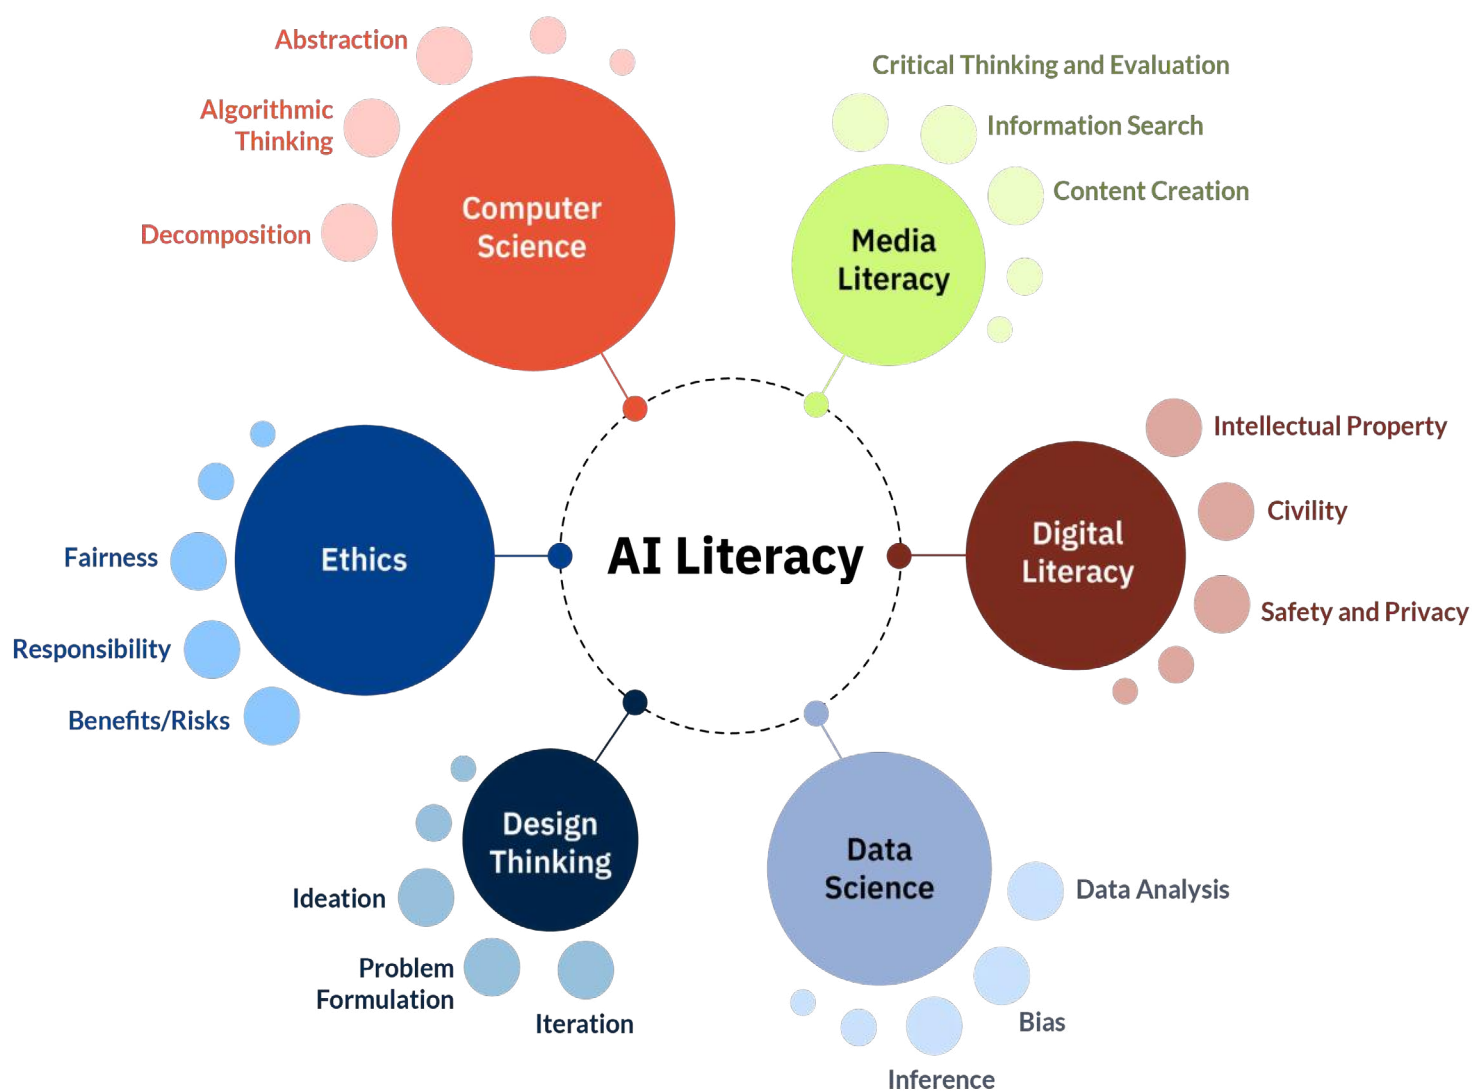 Abstraction
Algorithmic
Thinking
Decomposition
Computer
Science
Critical Thinking and Evaluation
Information Search
Content Creation
Media
Literacy
Intellectual Property
Civility
Safety and Privacy
Digital
Literacy
AI Literacy
Ethics
Fairness
Responsibility
Benefits/Risks
Design
Thinking
Ideation
Problem
Formulation
Iteration
Data
Science
Data Analysis
Bias
Inference